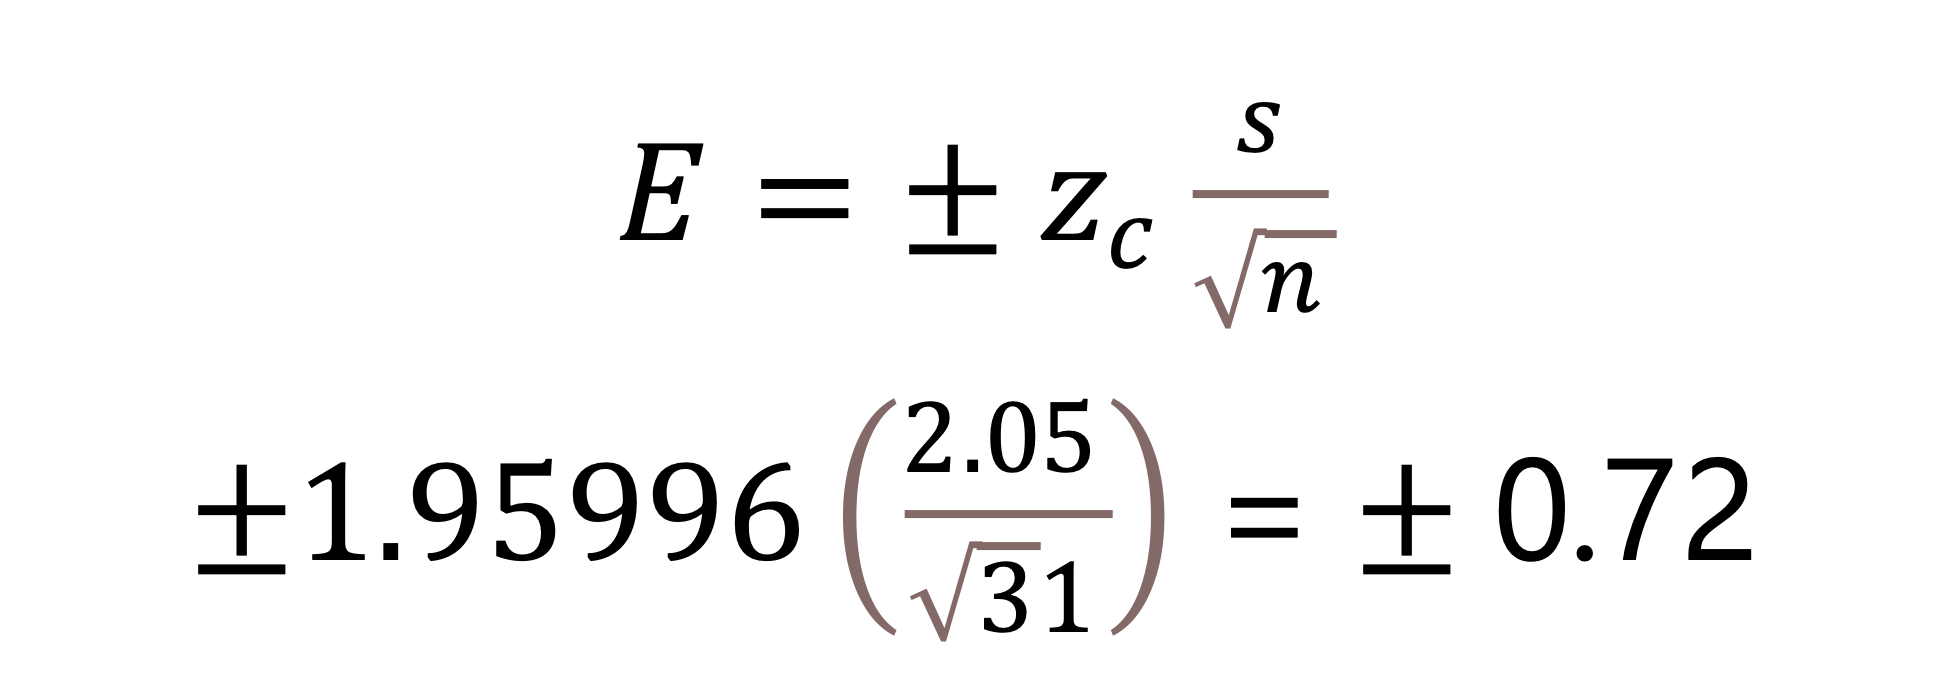 E = ± z_c s/√n
±1.95996 (2.05/√31) = ± 0.72